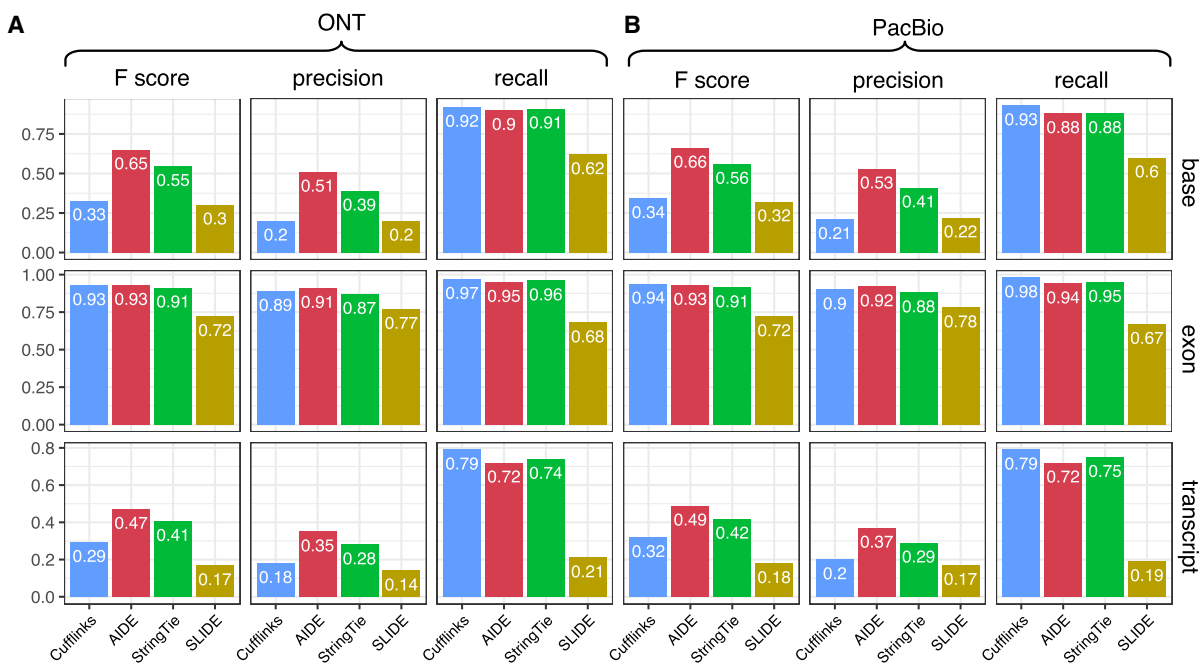 A ONT B PacBio
F score precision recall F score precision recall
0.75
0.50
0.25
0.00
0.33 0.65 0.55 0.3
0.2 0.51 0.39 0.2
0.92 0.9 0.91 0.62
0.34 0.66 0.56 0.32
0.21 0.53 0.41 0.22
0.93 0.88 0.88 0.6
base
1.00
0.75
0.50
0.25
0.00
0.93 0.93 0.91 0.72
0.89 0.91 0.87 0.77
0.97 0.95 0.96 0.68
0.94 0.93 0.91 0.72
0.9 0.92 0.88 0.78
0.98 0.94 0.95 0.67
exon
0.8
0.6
0.4
0.2
0.0
0.29 0.47 0.41 0.17
0.18 0.35 0.28 0.14
0.79 0.72 0.74 0.21
0.32 0.49 0.42 0.18
0.2 0.37 0.29 0.17
0.79 0.72 0.75 0.19
transcript
Cufflinks AIDE StringTie SLIDE
Cufflinks AIDE StringTie SLIDE
Cufflinks AIDE StringTie SLIDE
Cufflinks AIDE StringTie SLIDE
Cufflinks AIDE StringTie SLIDE
Cufflinks AIDE StringTie SLIDE